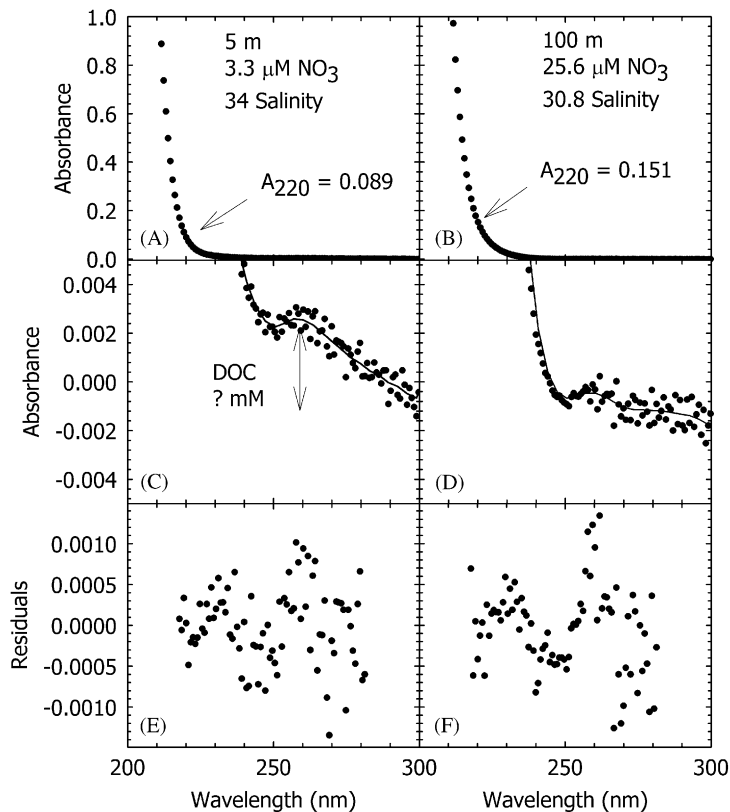 1.0
0.8
0.6
0.4
0.2
0.0
Absorbance
5 m
3.3 μM NO3
34 Salinity
A220 = 0.089
(A)
100 m
25.6 μM NO3
30.8 Salinity
A220 = 0.151
(B)
0.004
0.002
0.000
-0.002
-0.004
Absorbance
DOC
? mM
(C)
(D)
0.0010
0.0005
0.0000
-0.0005
-0.0010
Residuals
(E)
(F)
200 250 300 250 300
Wavelength (nm) Wavelength (nm)